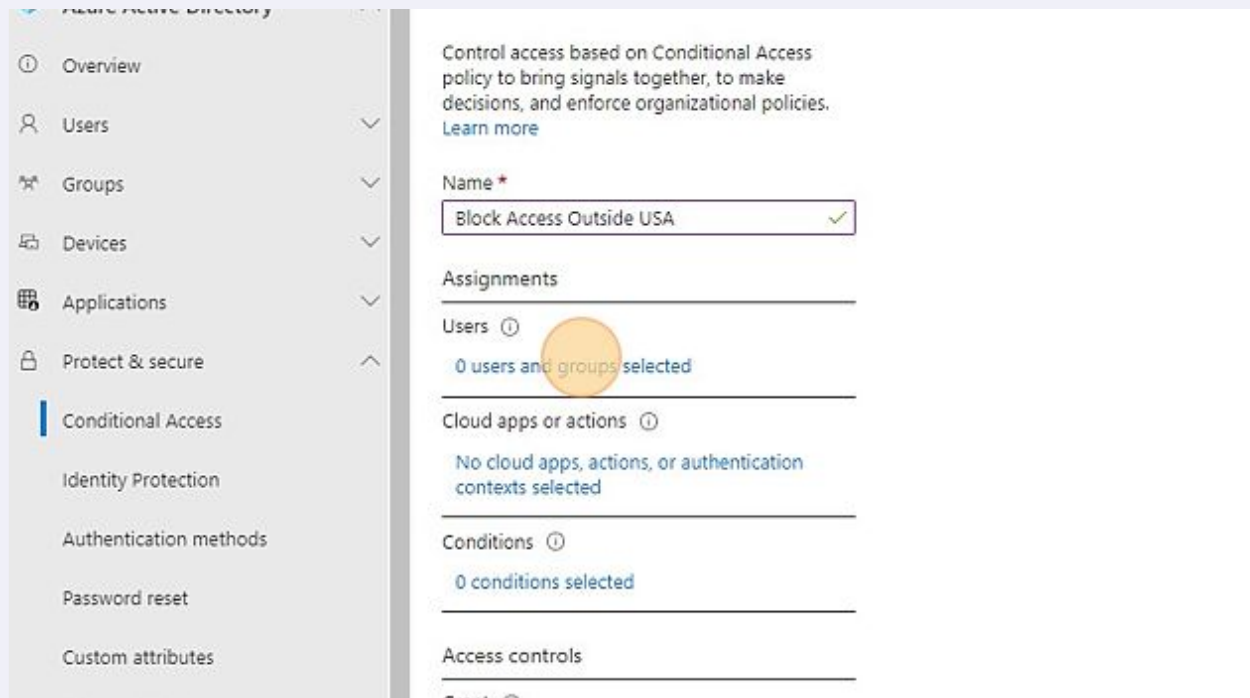 Azure Active Directory
Overview
Users
Groups
Devices
Applications
Protect & secure
Conditional Access
Identity Protection
Authentication methods
Password reset
Custom attributes
Control access based on Conditional Access
policy to bring signals together, to make
decisions, and enforce organizational policies.
Learn more
Name *
Block Access Outside USA
Assignments
Users
0 users and groups selected
Cloud apps or actions
No cloud apps, actions, or authentication
contexts selected
Conditions
0 conditions selected
Access controls